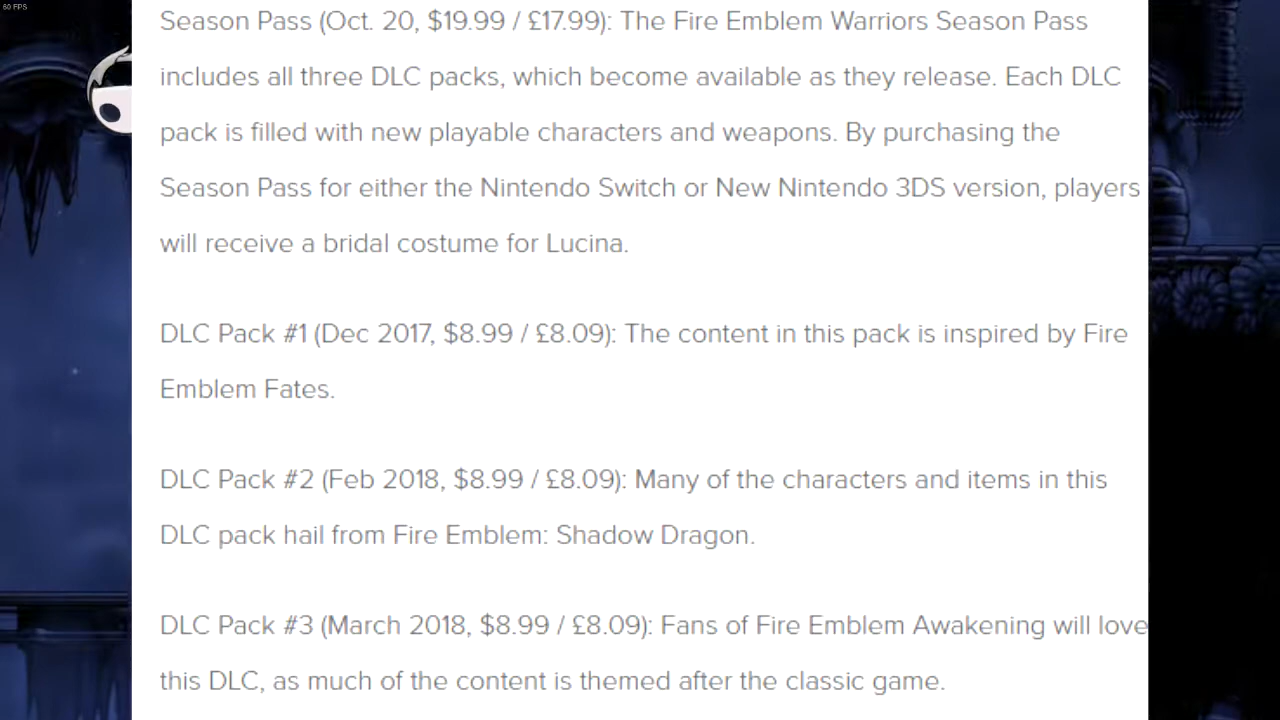 60 FPS
Season Pass (Oct. 20, $19.99 / £17.99): The Fire Emblem Warriors Season Pass
includes all three DLC packs, which become available as they release. Each DLC
pack is filled with new playable characters and weapons. By purchasing the
Season Pass for either the Nintendo Switch or New Nintendo 3DS version, players
will receive a bridal costume for Lucina.
DLC Pack #1 (Dec 2017, $8.99 / £8.09): The content in this pack is inspired by Fire
Emblem Fates.
DLC Pack #2 (Feb 2018, $8.99 / £8.09): Many of the characters and items in this
DLC pack hail from Fire Emblem: Shadow Dragon.
DLC Pack #3 (March 2018, $8.99 / £8.09): Fans of Fire Emblem Awakening will love
this DLC, as much of the content is themed after the classic game.